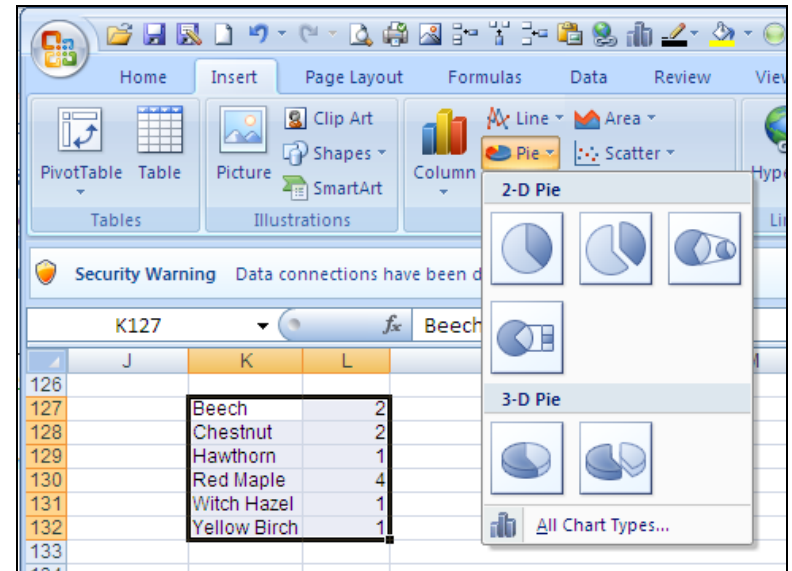 Home Insert Page Layout Formulas Data Review View
Clip Art Line Area
PivotTable Table Picture Shapes Column Pie Scatter
SmartArt
Tables Illustrations
2-D Pie
Security Warning Data connections have been d
K127 fx Beech
J K L M
126
127 Beech 2
128 Chestnut 2
129 Hawthorn 1
130 Red Maple 4
131 Witch Hazel 1
132 Yellow Birch 1
133
3-D Pie
All Chart Types...